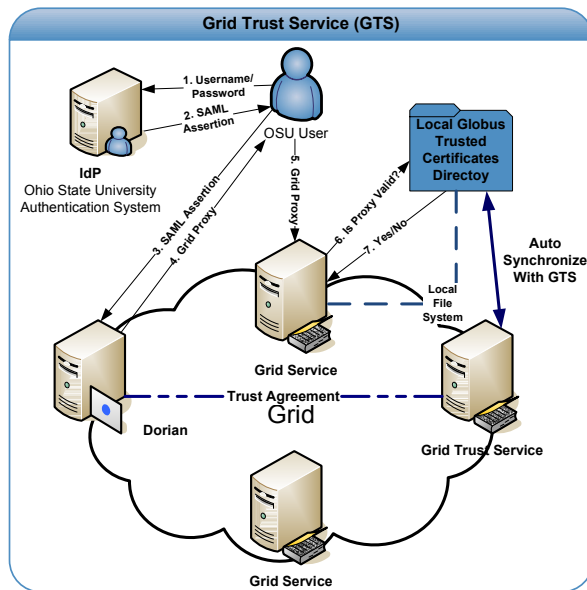 Grid Trust Service (GTS)
1. Username/
Password
2. SAML
Assertion
OSU User
IdP
Ohio State University
Authentication System
Local Globus
Trusted
Certificates
Directoy
3. SAML Assertion
4. Grid Proxy
5. Grid Proxy
6. Is Proxy Valid?
7. Yes/No
Auto
Synchronize
With GTS
Local
File
System
Grid Service
Trust Agreement
Grid
Dorian
Grid Trust Service
Grid Service